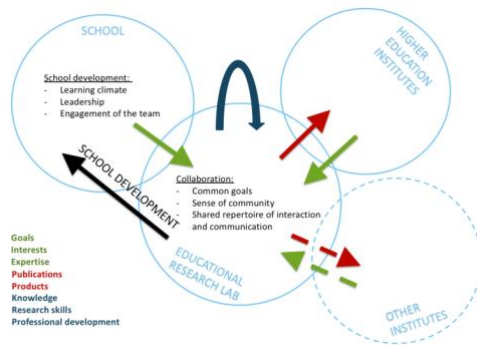 SCHOOL
School development:
- Learning climate
- Leadership
- Engagement of the team
HIGHER
EDUCATION
INSTITUTES
SCHOOL DEVELOPMENT
Collaboration:
- Common goals
- Sense of community
- Shared repertoire of interaction
and communication
EDUCATIONAL
RESEARCH LAB
OTHER
INSTITUTES
Goals
Interests
Expertise
Publications
Products
Knowledge
Research skills
Professional development